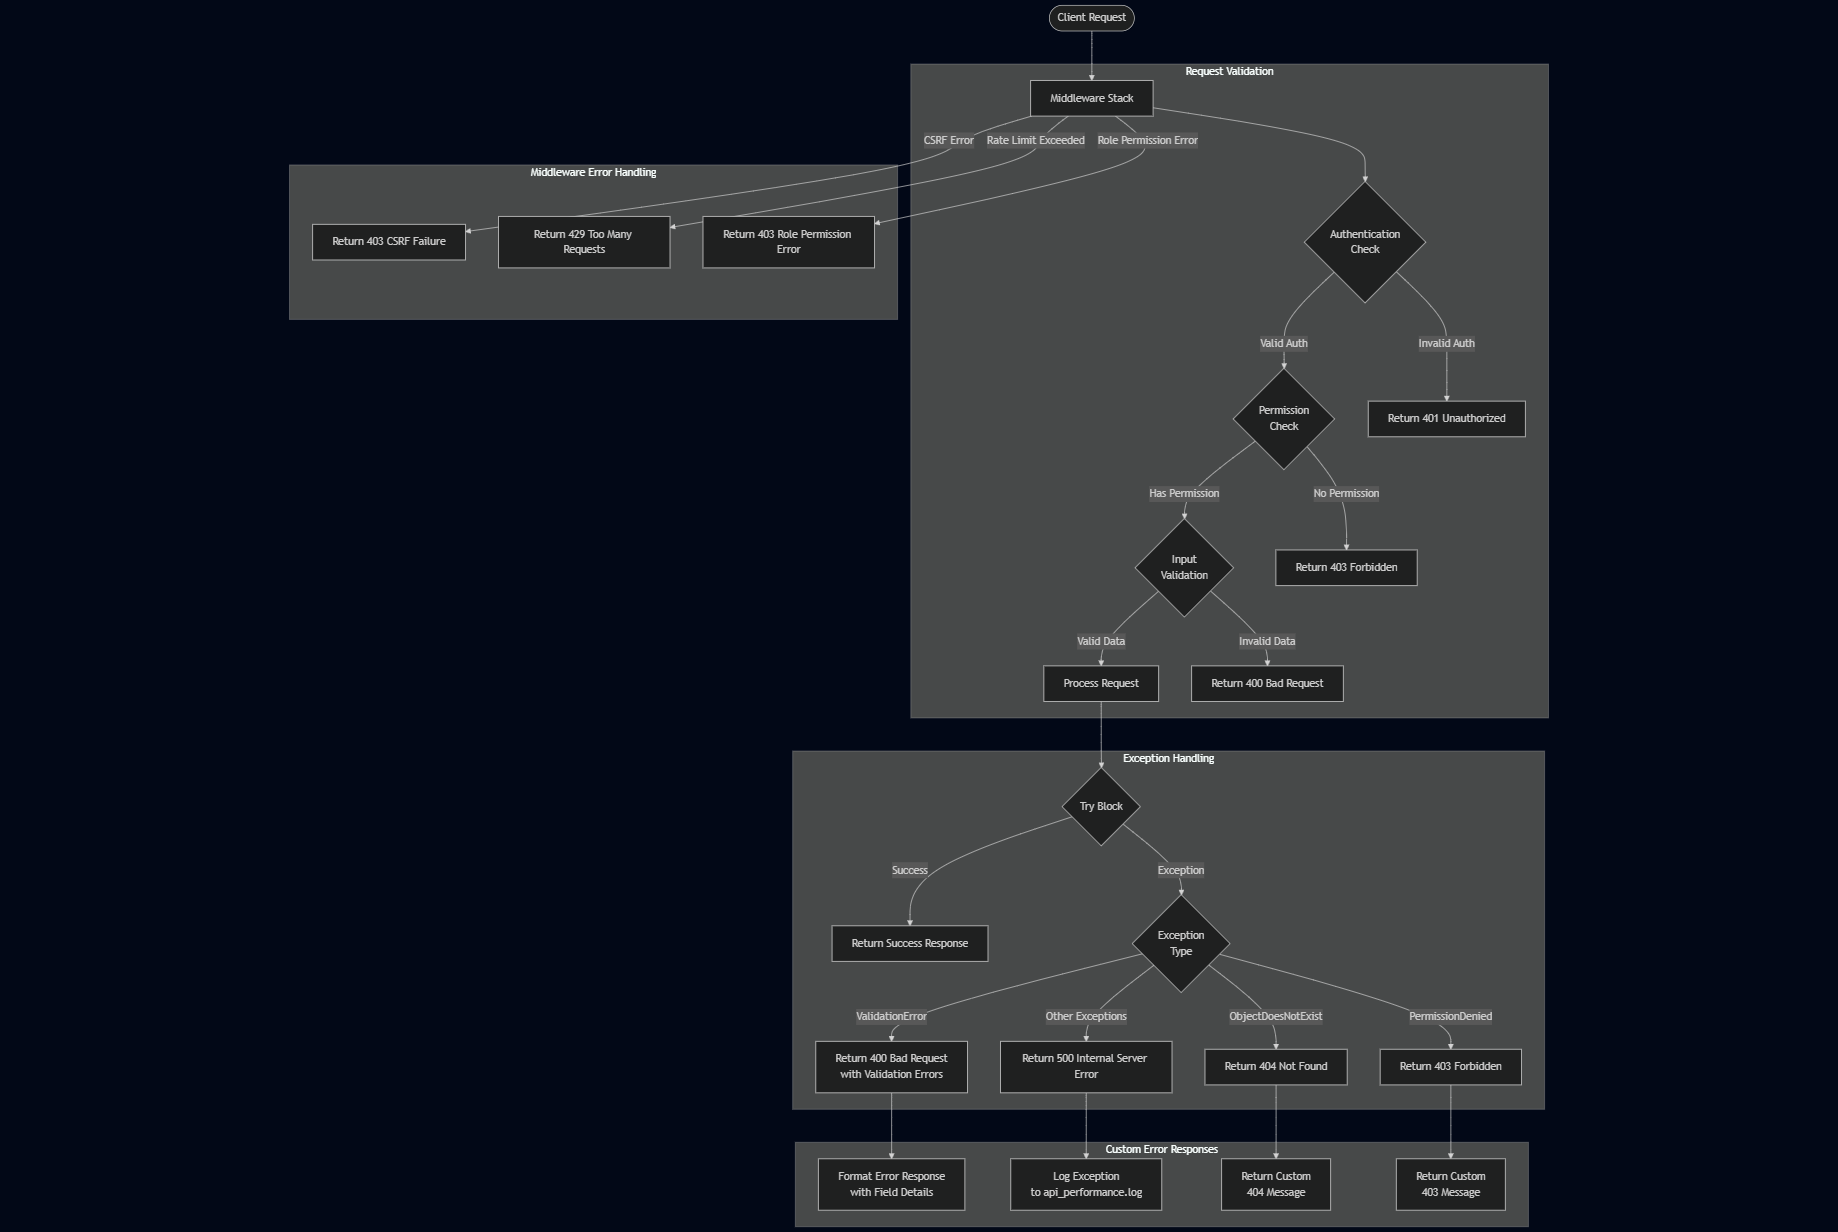 Client Request
Request Validation
Middleware Stack
CSRF Error
Rate Limit Exceeded
Role Permission Error
Middleware Error Handling
Return 403 CSRF Failure
Return 429 Too Many
Requests
Return 403 Role Permission
Error
Authentication
Check
Valid Auth
Invalid Auth
Permission
Check
Return 401 Unauthorized
Has Permission
No Permission
Input
Validation
Return 403 Forbidden
Valid Data
Invalid Data
Process Request
Return 400 Bad Request
Exception Handling
Try Block
Success
Exception
Return Success Response
Exception
Type
ValidationError
Other Exceptions
ObjectDoesNotExist
PermissionDenied
Return 400 Bad Request
with Validation Errors
Return 500 Internal Server
Error
Return 404 Not Found
Return 403 Forbidden
Custom Error Responses
Format Error Response
with Field Details
Log Exception
to api_performance.log
Return Custom
404 Message
Return Custom
403 Message